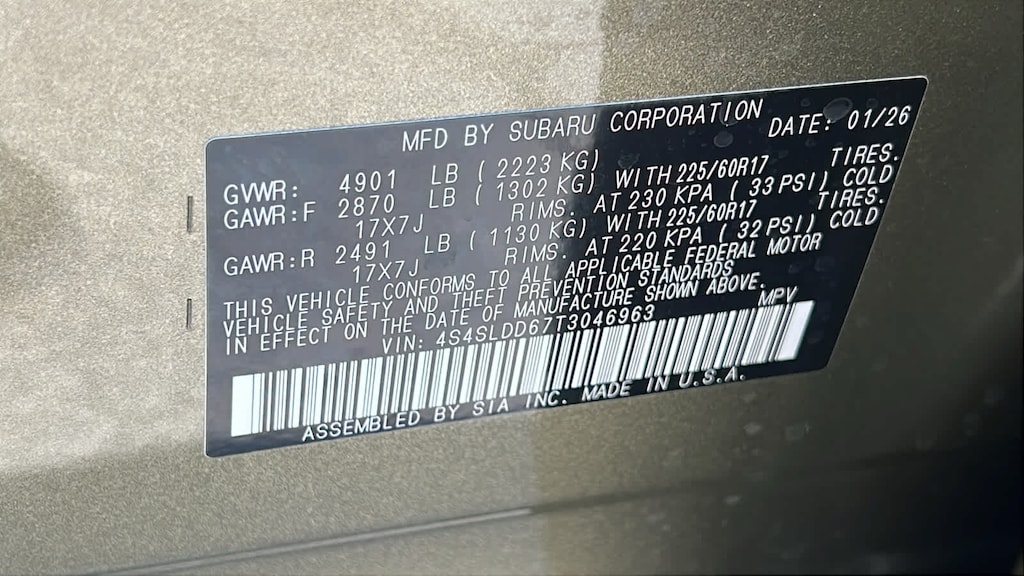 MFD BY SUBARU CORPORATION DATE: 01/26
GVWR: 4901 LB ( 2223 KG)
GAWR:F 2870 LB ( 1302 KG) WITH 225/60R17 TIRES.
17X7J RIMS. AT 230 KPA ( 33 PSI) COLD
GAWR:R 2491 LB ( 1130 KG) WITH 225/60R17 TIRES.
17X7J RIMS. AT 220 KPA ( 32 PSI) COLD
THIS VEHICLE CONFORMS TO ALL APPLICABLE FEDERAL MOTOR
VEHICLE SAFETY AND THEFT PREVENTION STANDARDS
IN EFFECT ON THE DATE OF MANUFACTURE SHOWN ABOVE.
VIN: 4S4SLDD67T3046963 MPV
ASSEMBLED BY SIA INC. MADE IN U.S.A.